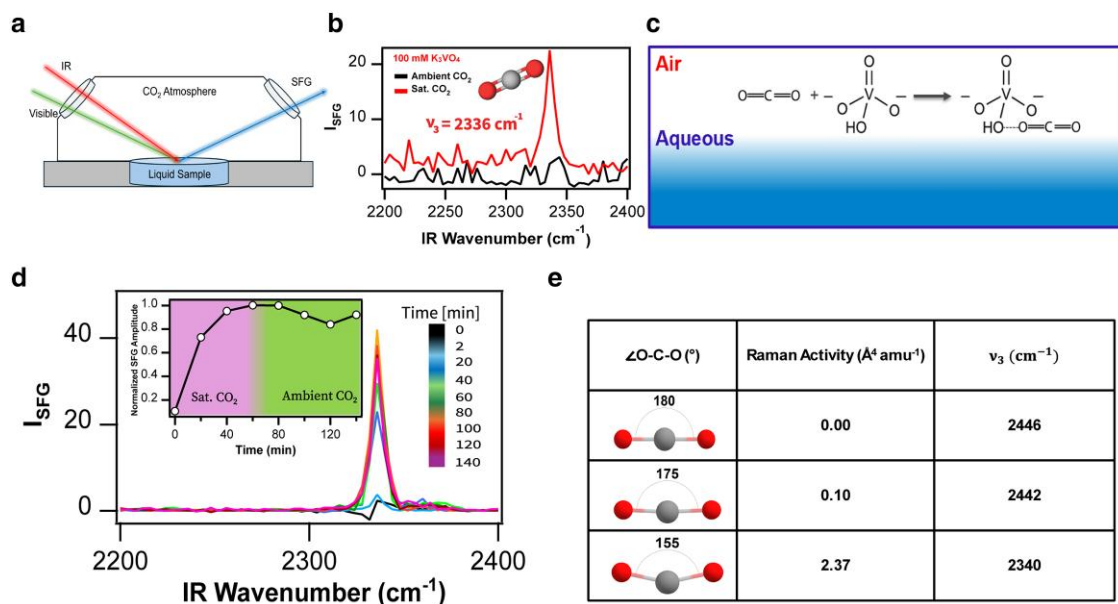 a
IR
SFG
CO₂ Atmosphere
Visible
Liquid Sample
b
20
10
0
I_SFG
100 mM K₃VO₄
Ambient CO₂
Sat. CO₂
ν₃ = 2336 cm⁻¹
2200 2250 2300 2350 2400
IR Wavenumber (cm⁻¹)
c
Air
Aqueous
O=C=O + ⁻O V O⁻ O HO
⁻O V O⁻ O HO O=C=O
d
40
20
0
I_SFG
Normalized SFG Amplitude
1.0
0.8
0.6
0.4
0.2
Sat. CO₂ Ambient CO₂
0 40 80 120
Time (min)
Time [min]
0
20
40
60
80
100
120
140
2200 2300 2400
IR Wavenumber (cm⁻¹)
e
∠O-C-O (°) Raman Activity (Å⁴ amu⁻¹) ν₃ (cm⁻¹)
180 0.00 2446
175 0.10 2442
155 2.37 2340